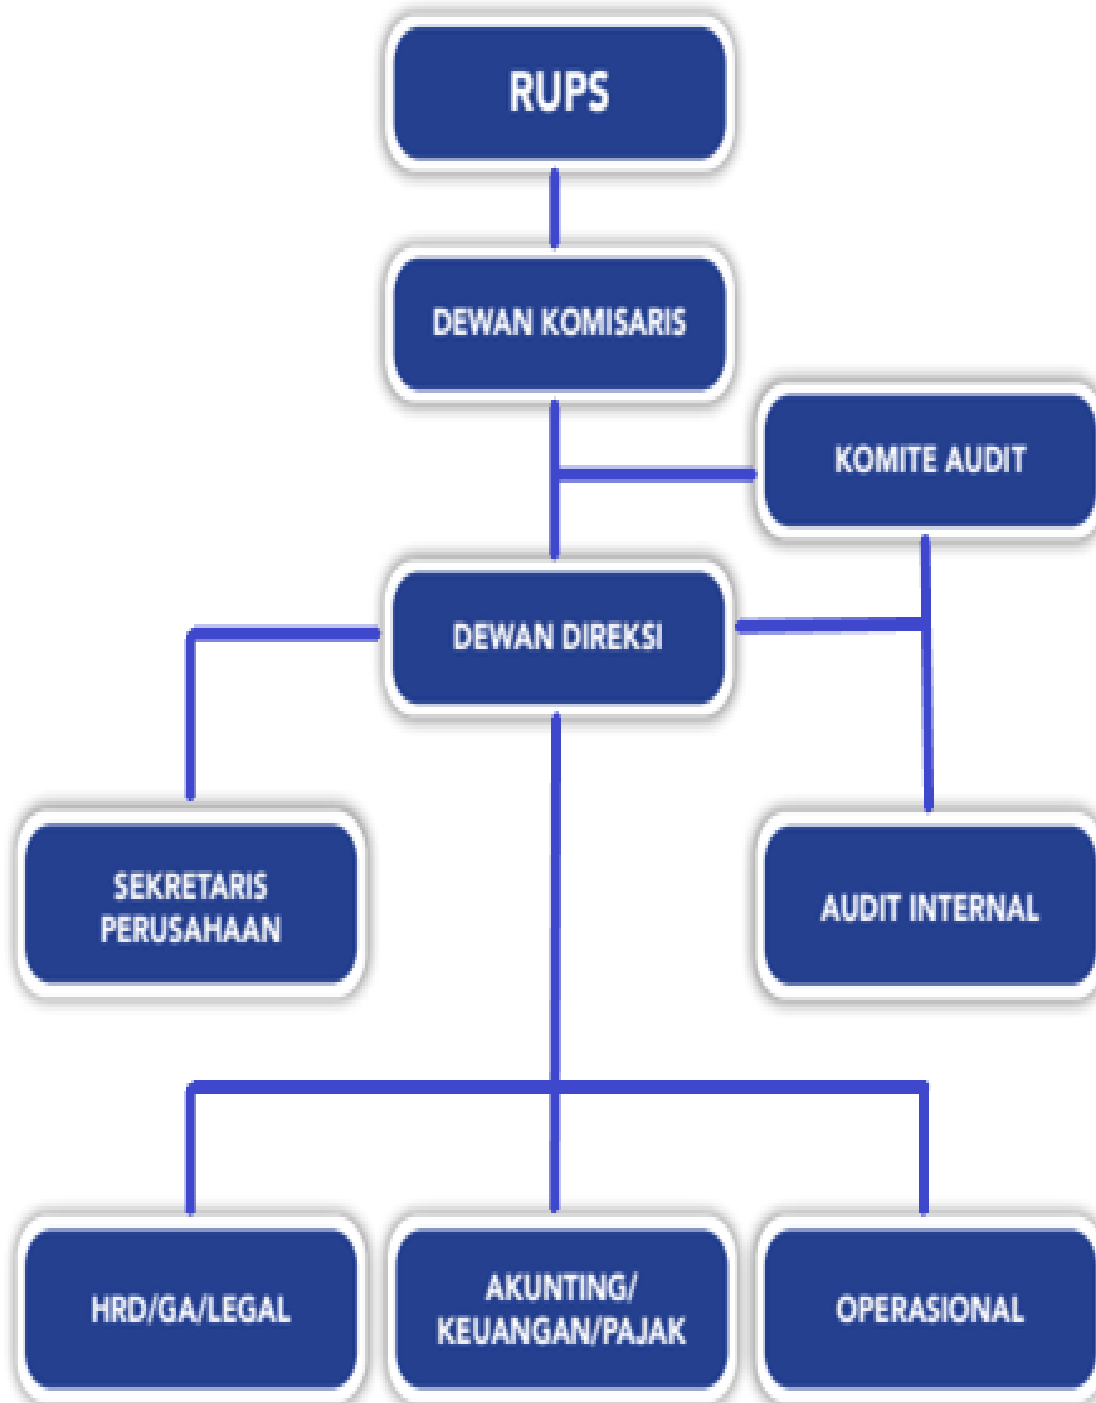 RUPS
DEWAN KOMISARIS
KOMITE AUDIT
DEWAN DIREKSI
SEKRETARIS
PERUSAHAAN
AUDIT INTERNAL
HRD/GA/LEGAL
AKUNTING/
KEUANGAN/PAJAK
OPERASIONAL